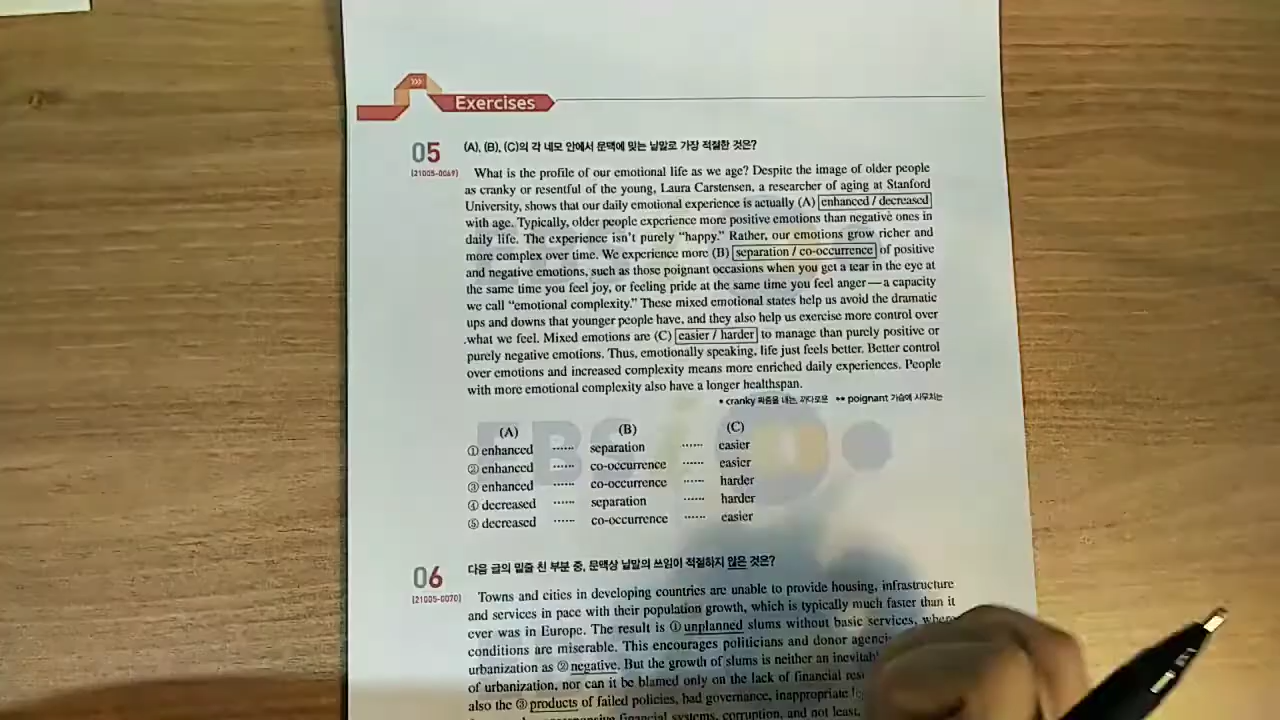 Exercises
05 (A), (B), (C)의 각 네모 안에서 문맥에 맞는 낱말로 가장 적절한 것은?
[21005-0069]
What is the profile of our emotional life as we age? Despite the image of older people
as cranky or resentful of the young, Laura Carstensen, a researcher of aging at Stanford
University, shows that our daily emotional experience is actually (A) enhanced / decreased
with age. Typically, older people experience more positive emotions than negative ones in
daily life. The experience isn't purely "happy." Rather, our emotions grow richer and
more complex over time. We experience more (B) separation / co-occurrence of positive
and negative emotions, such as those poignant occasions when you get a tear in the eye at
the same time you feel joy, or feeling pride at the same time you feel anger—a capacity
we call "emotional complexity." These mixed emotional states help us avoid the dramatic
ups and downs that younger people have, and they also help us exercise more control over
what we feel. Mixed emotions are (C) easier / harder to manage than purely positive or
purely negative emotions. Thus, emotionally speaking, life just feels better. Better control
over emotions and increased complexity means more enriched daily experiences. People
with more emotional complexity also have a longer healthspan.
* cranky 짜증을 내는, 까다로운 ** poignant 가슴에 사무치는
(A) (B) (C)
① enhanced ...... separation ...... easier
② enhanced ...... co-occurrence ...... easier
③ enhanced ...... co-occurrence ...... harder
④ decreased ...... separation ...... harder
⑤ decreased ...... co-occurrence ...... easier
06 다음 글의 밑줄 친 부분 중, 문맥상 낱말의 쓰임이 적절하지 않은 것은?
[21005-0070]
Towns and cities in developing countries are unable to provide housing, infrastructure
and services in pace with their population growth, which is typically much faster than it
ever was in Europe. The result is ① unplanned slums without basic services, where
conditions are miserable. This encourages politicians and donor
urbanization as ② negative. But the growth of slums is neither an
of urbanization, nor can it be blamed only on the lack of financial
also the ③ products of failed policies, bad governance, inappropriate
financial systems, corruption, and not least,